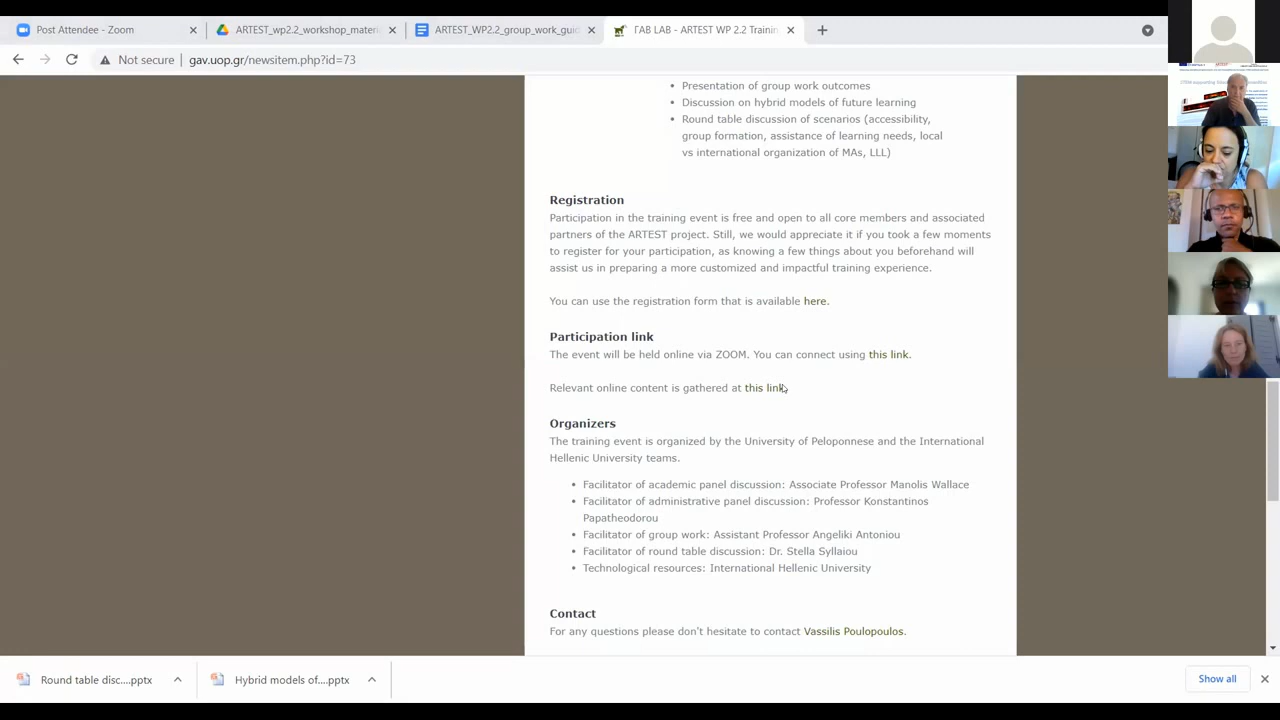 Post Attendee - Zoom
ARTEST_wp2.2_workshop_materi
ARTEST_WP2.2_group_work_guid
ΓAB LAB - ARTEST WP 2.2 Trainin
Not secure
gav.uop.gr/newsitem.php?id=73
• Presentation of group work outcomes
• Discussion on hybrid models of future learning
• Round table discussion of scenarios (accessibility,
group formation, assistance of learning needs, local
vs international organization of MAs, LLL)
Registration
Participation in the training event is free and open to all core members and associated
partners of the ARTEST project. Still, we would appreciate it if you took a few moments
to register for your participation, as knowing a few things about you beforehand will
assist us in preparing a more customized and impactful training experience.
You can use the registration form that is available here.
Participation link
The event will be held online via ZOOM. You can connect using this link.
Relevant online content is gathered at this link.
Organizers
The training event is organized by the University of Peloponnese and the International
Hellenic University teams.
• Facilitator of academic panel discussion: Associate Professor Manolis Wallace
• Facilitator of administrative panel discussion: Professor Konstantinos
Papatheodorou
• Facilitator of group work: Assistant Professor Angeliki Antoniou
• Facilitator of round table discussion: Dr. Stella Syllaiou
• Technological resources: International Hellenic University
Contact
For any questions please don't hesitate to contact Vassilis Poulopoulos.
Round table disc....pptx
Hybrid models of....pptx
Show all